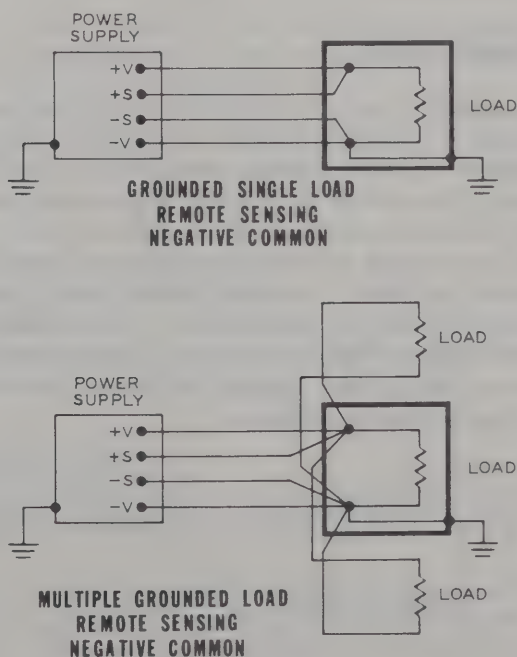 POWER
SUPPLY
+V
+S
−S
−V
LOAD
GROUNDED SINGLE LOAD
REMOTE SENSING
NEGATIVE COMMON
LOAD
POWER
SUPPLY
+V
+S
−S
−V
LOAD
LOAD
MULTIPLE GROUNDED LOAD
REMOTE SENSING
NEGATIVE COMMON